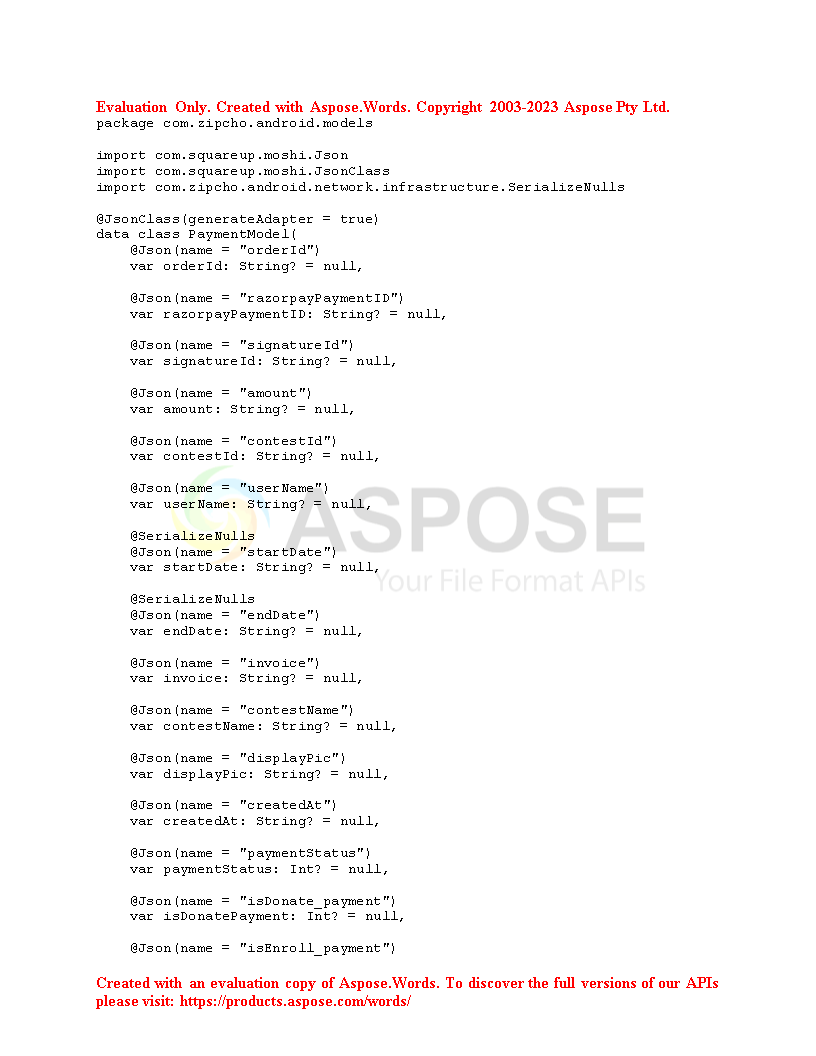 Evaluation Only. Created with Aspose.Words. Copyright 2003-2023 Aspose Pty Ltd.
package com.zipcho.android.models
import com.squareup.moshi.Json
import com.squareup.moshi.JsonClass
import com.zipcho.android.network.infrastructure.SerializeNulls
@JsonClass(generateAdapter = true)
data class PaymentModel(
@Json(name = "orderId")
var orderId: String? = null,
@Json(name = "razorpayPaymentID")
var razorpayPaymentID: String? = null,
@Json(name = "signatureId")
var signatureId: String? = null,
@Json(name = "amount")
var amount: String? = null,
@Json(name = "contestId")
var contestId: String? = null,
@Json(name = "userName")
var userName: String? = null,
ASPOSE
@SerializeNulls
@Json(name = "startDate")
var startDate: String? = null,
Your File Format APIs
@SerializeNulls
@Json(name = "endDate")
var endDate: String? = null,
@Json(name = "invoice")
var invoice: String? = null,
@Json(name = "contestName")
var contestName: String? = null,
@Json(name = "displayPic")
var displayPic: String? = null,
@Json(name = "createdAt")
var createdAt: String? = null,
@Json(name = "paymentStatus")
var paymentStatus: Int? = null,
@Json(name = "isDonate_payment")
var isDonatePayment: Int? = null,
@Json(name = "isEnroll_payment")
Created with an evaluation copy of Aspose.Words. To discover the full versions of our APIs
please visit: https://products.aspose.com/words/